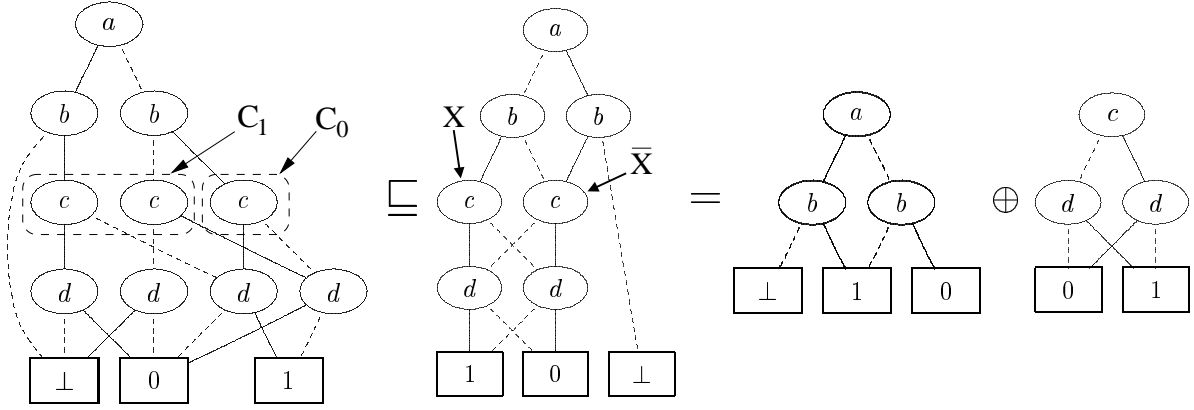 a
b b
C1 C0
c c c
d d d d
⊥ 0 1
⊑
a
b b
X
X̅
c c
d d
1 0 ⊥
=
a
b b
⊥ 1 0
⊕
c
d d
0 1